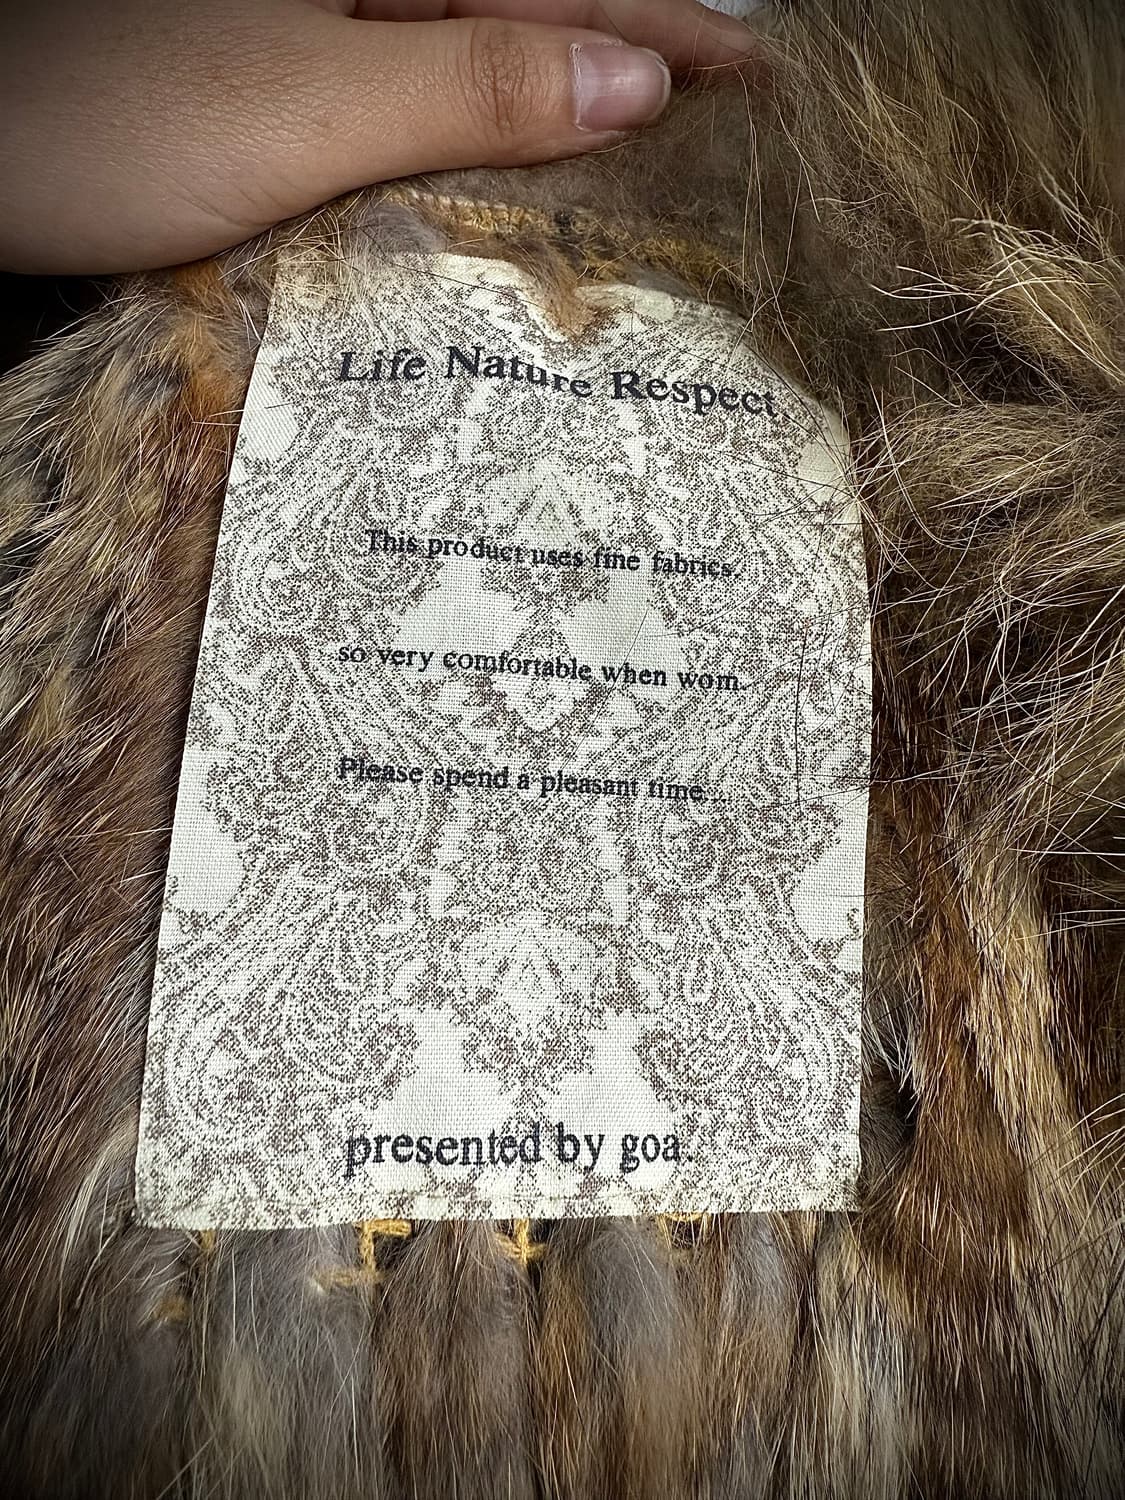 Life Nature Respect.
This product uses fine fabrics.
so very comfortable when worn.
Please spend a pleasant time....
presented by goa.